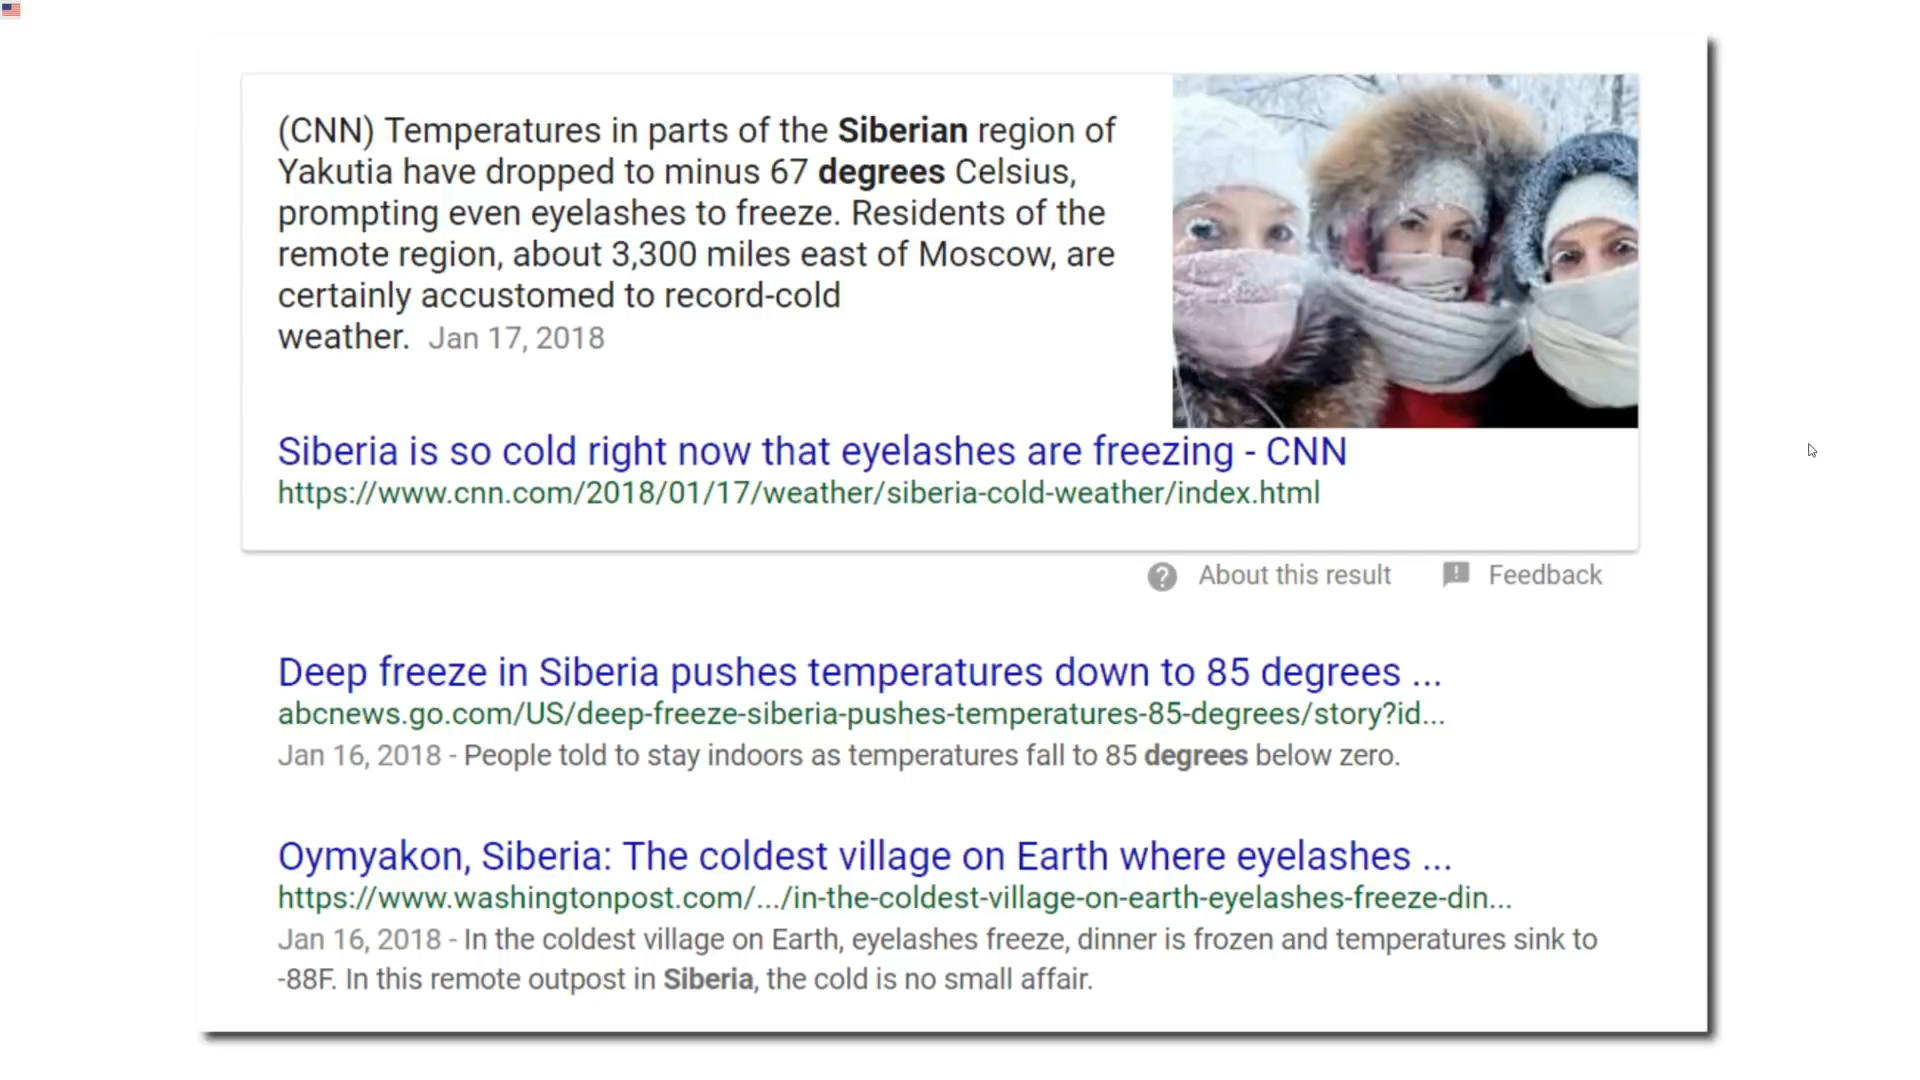 (CNN) Temperatures in parts of the Siberian region of
Yakutia have dropped to minus 67 degrees Celsius,
prompting even eyelashes to freeze. Residents of the
remote region, about 3,300 miles east of Moscow, are
certainly accustomed to record-cold
weather. Jan 17, 2018
Siberia is so cold right now that eyelashes are freezing - CNN
https://www.cnn.com/2018/01/17/weather/siberia-cold-weather/index.html
About this result Feedback
Deep freeze in Siberia pushes temperatures down to 85 degrees ...
abcnews.go.com/US/deep-freeze-siberia-pushes-temperatures-85-degrees/story?id...
Jan 16, 2018 - People told to stay indoors as temperatures fall to 85 degrees below zero.
Oymyakon, Siberia: The coldest village on Earth where eyelashes ...
https://www.washingtonpost.com/.../in-the-coldest-village-on-earth-eyelashes-freeze-din...
Jan 16, 2018 - In the coldest village on Earth, eyelashes freeze, dinner is frozen and temperatures sink to
-88F. In this remote outpost in Siberia, the cold is no small affair.